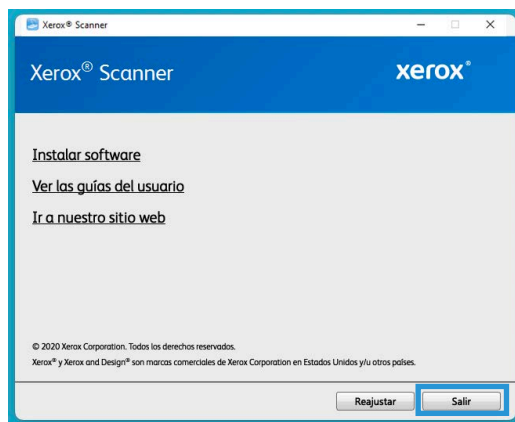 Xerox® Scanner
Xerox® Scanner
xerox®
Instalar software
Ver las guías del usuario
Ir a nuestro sitio web
© 2020 Xerox Corporation. Todos los derechos reservados.
Xerox® y Xerox and Design® son marcas comerciales de Xerox Corporation en Estados Unidos y/u otros países.
Reajustar
Salir